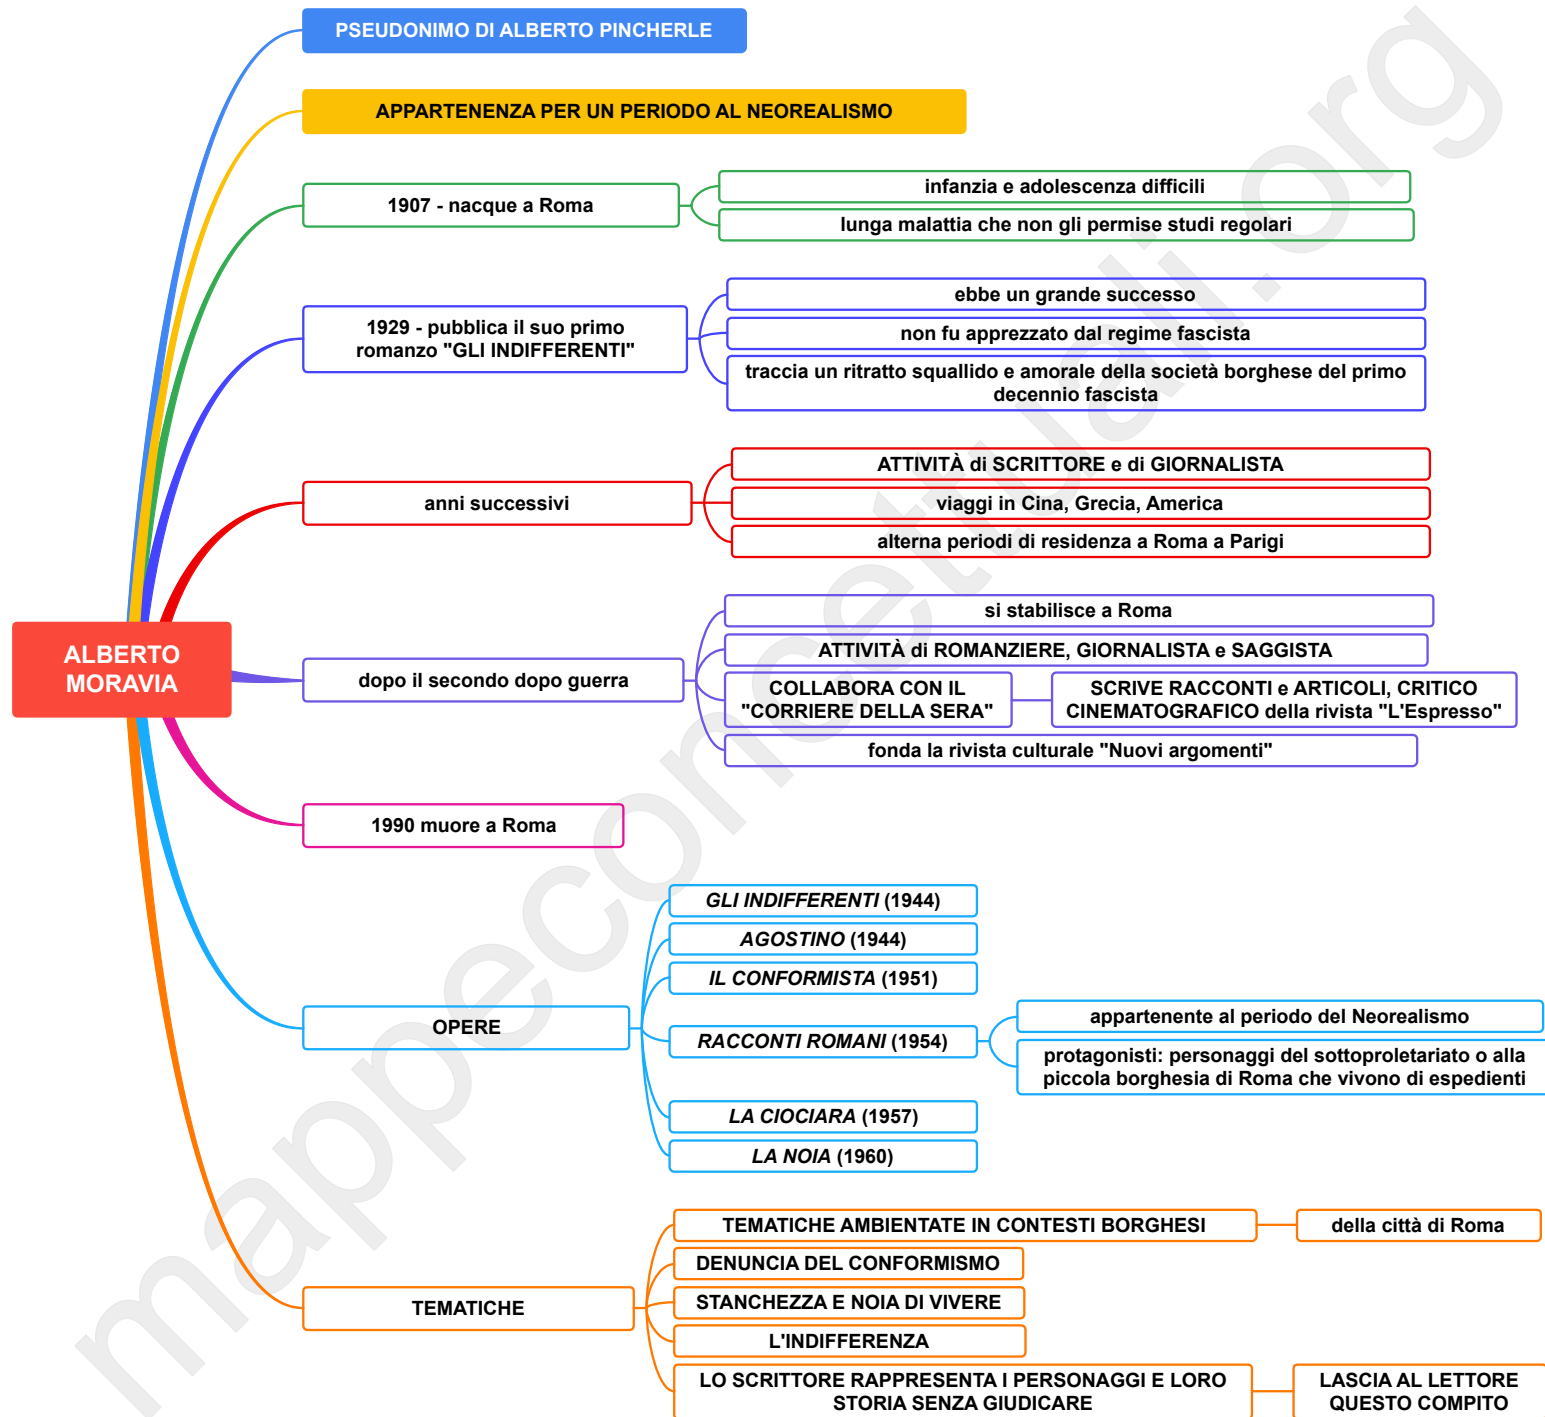 PSEUDONIMO DI ALBERTO PINCHERLE
APPARTENENZA PER UN PERIODO AL NEOREALISMO
1907 - nacque a Roma
infanzia e adolescenza difficili
lunga malattia che non gli permise studi regolari
1929 - pubblica il suo primo
romanzo "GLI INDIFFERENTI"
ebbe un grande successo
non fu apprezzato dal regime fascista
traccia un ritratto squallido e amorale della società borghese del primo
decennio fascista
anni successivi
ATTIVITÀ di SCRITTORE e di GIORNALISTA
viaggi in Cina, Grecia, America
alterna periodi di residenza a Roma a Parigi
ALBERTO
MORAVIA
dopo il secondo dopo guerra
si stabilisce a Roma
ATTIVITÀ di ROMANZIERE, GIORNALISTA e SAGGISTA
COLLABORA CON IL
"CORRIERE DELLA SERA"
SCRIVE RACCONTI e ARTICOLI, CRITICO
CINEMATOGRAFICO della rivista "L'Espresso"
fonda la rivista culturale "Nuovi argomenti"
1990 muore a Roma
OPERE
GLI INDIFFERENTI (1944)
AGOSTINO (1944)
IL CONFORMISTA (1951)
RACCONTI ROMANI (1954)
appartenente al periodo del Neorealismo
protagonisti: personaggi del sottoproletariato o alla
piccola borghesia di Roma che vivono di espedienti
LA CIOCIARA (1957)
LA NOIA (1960)
TEMATICHE
TEMATICHE AMBIENTATE IN CONTESTI BORGHESI
della città di Roma
DENUNCIA DEL CONFORMISMO
STANCHEZZA E NOIA DI VIVERE
L'INDIFFERENZA
LO SCRITTORE RAPPRESENTA I PERSONAGGI E LORO
STORIA SENZA GIUDICARE
LASCIA AL LETTORE
QUESTO COMPITO
mappeconcettuali.org